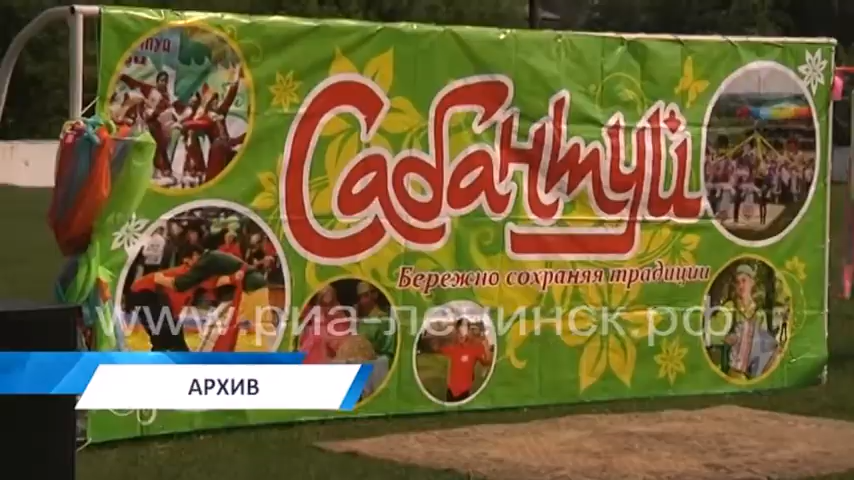 Сабантуй
Бережно сохраняя традиции
www.риа-ленинск.рф
АРХИВ